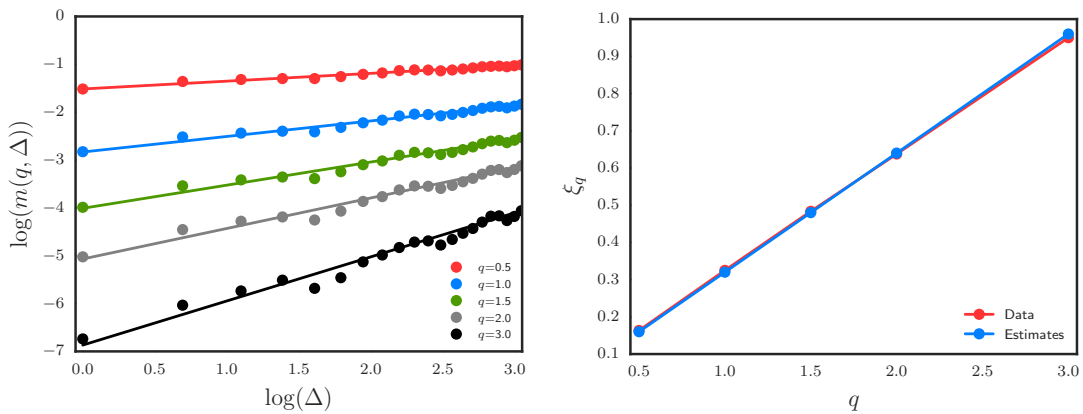 0
−1
−2
−3
−4
−5
−6
−7
log(m(q, Δ))
0.0 0.5 1.0 1.5 2.0 2.5 3.0
log(Δ)
q=0.5
q=1.0
q=1.5
q=2.0
q=3.0
1.0
0.9
0.8
0.7
0.6
0.5
0.4
0.3
0.2
0.1
ξq
0.5 1.0 1.5 2.0 2.5 3.0
q
Data
Estimates